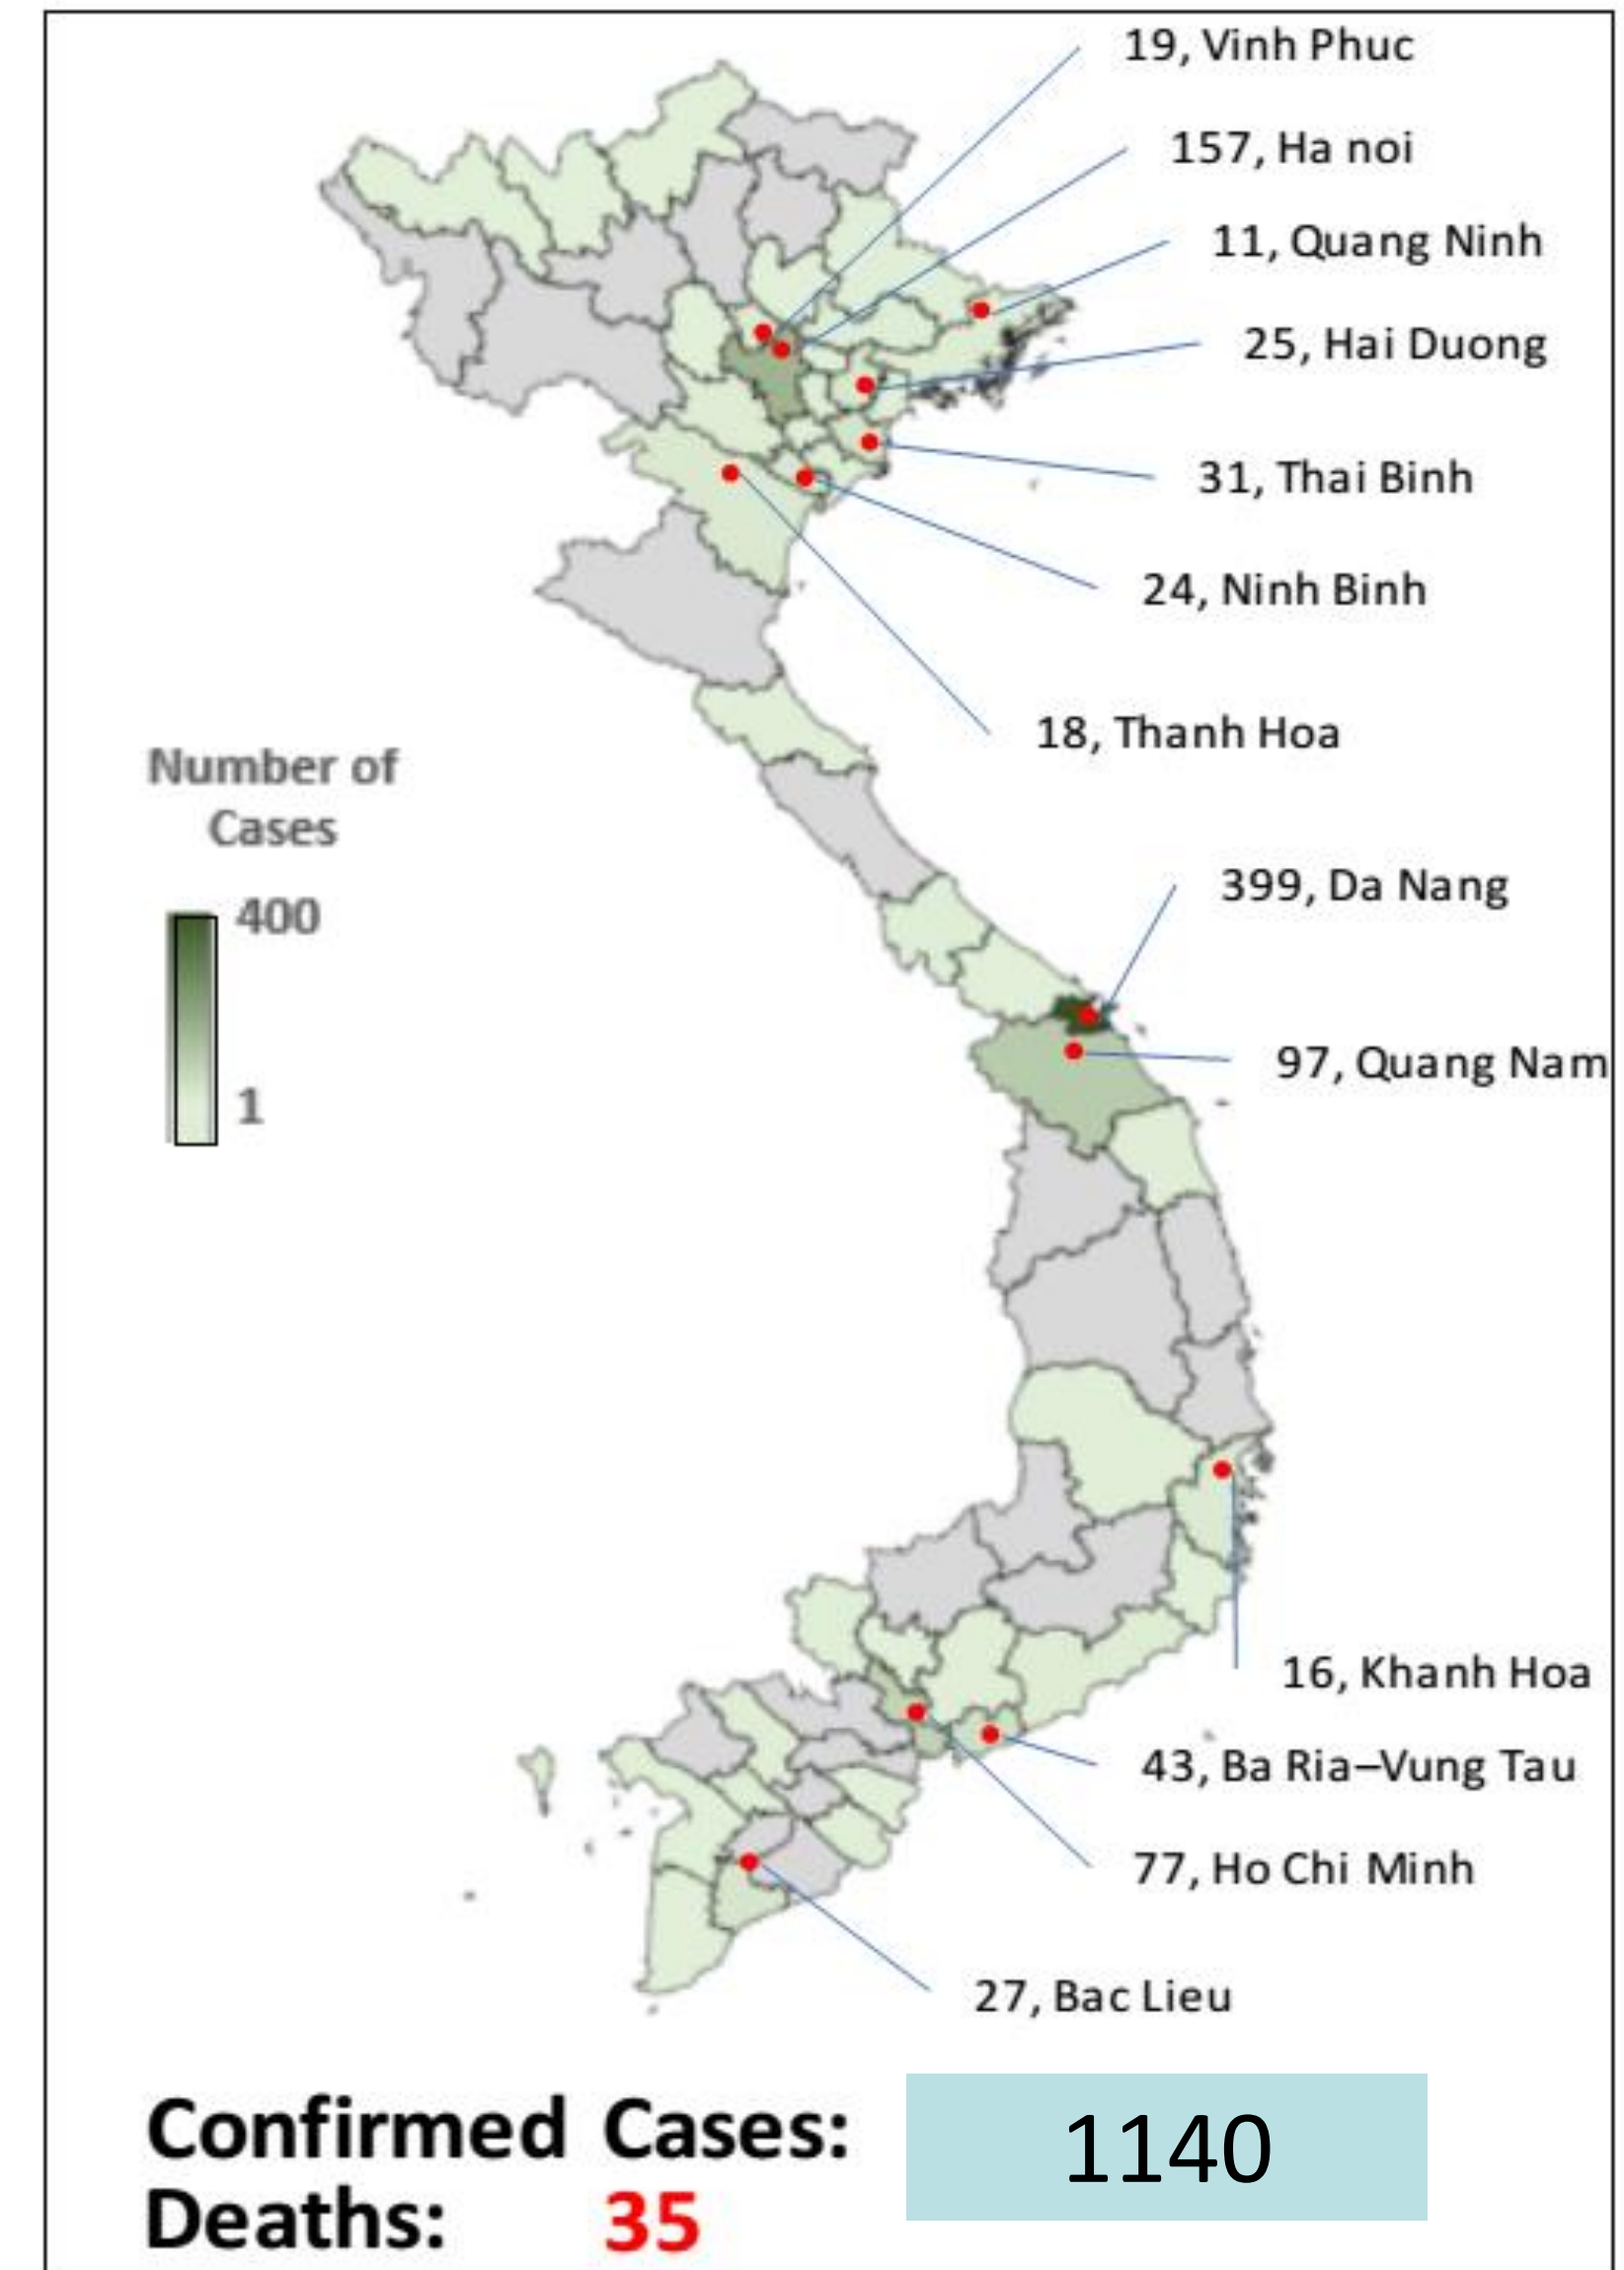 19, Vinh Phuc
157, Ha noi
11, Quang Ninh
25, Hai Duong
31, Thai Binh
24, Ninh Binh
18, Thanh Hoa
Number of
Cases
400
1
399, Da Nang
97, Quang Nam
16, Khanh Hoa
43, Ba Ria–Vung Tau
77, Ho Chi Minh
27, Bac Lieu
Confirmed Cases: 1140
Deaths: 35